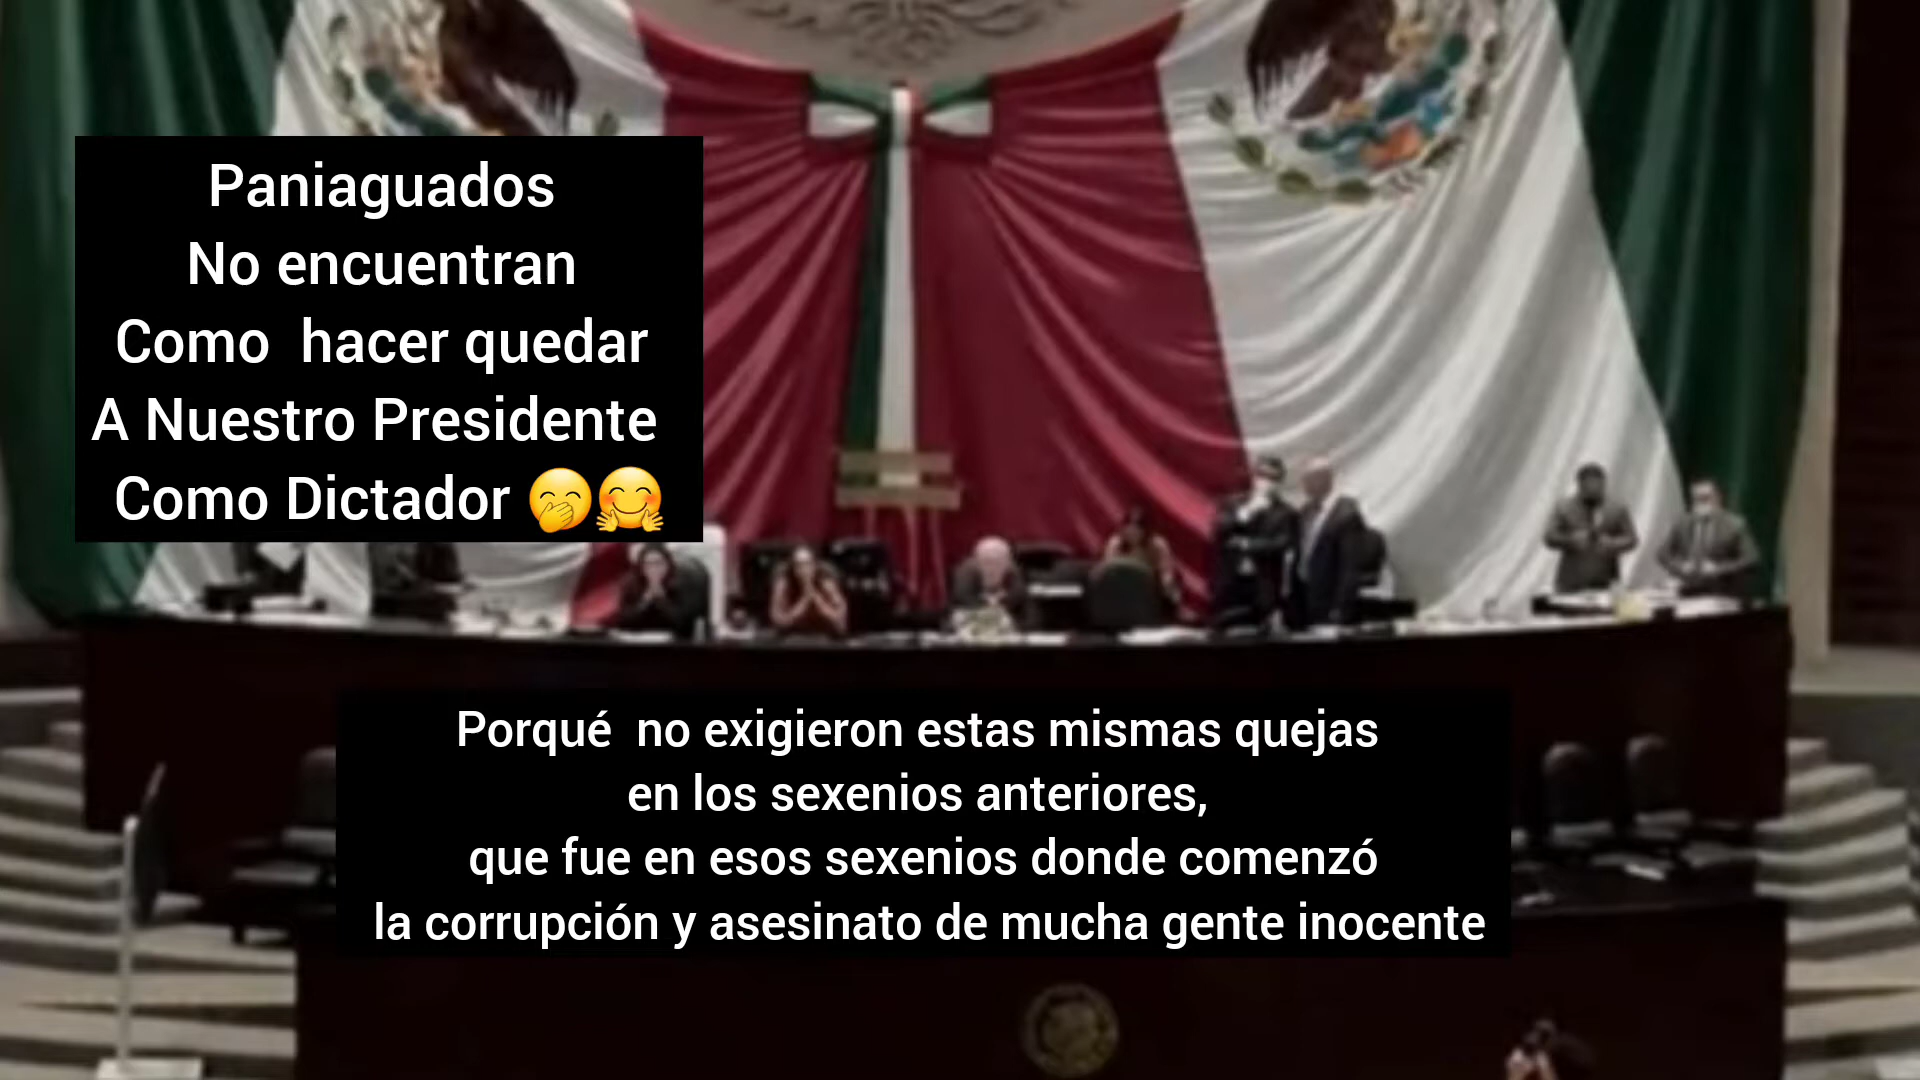 Paniaguados
No encuentran
Como hacer quedar
A Nuestro Presidente
Como Dictador 🤭🤗
Porqué no exigieron estas mismas quejas
en los sexenios anteriores,
que fue en esos sexenios donde comenzó
la corrupción y asesinato de mucha gente inocente